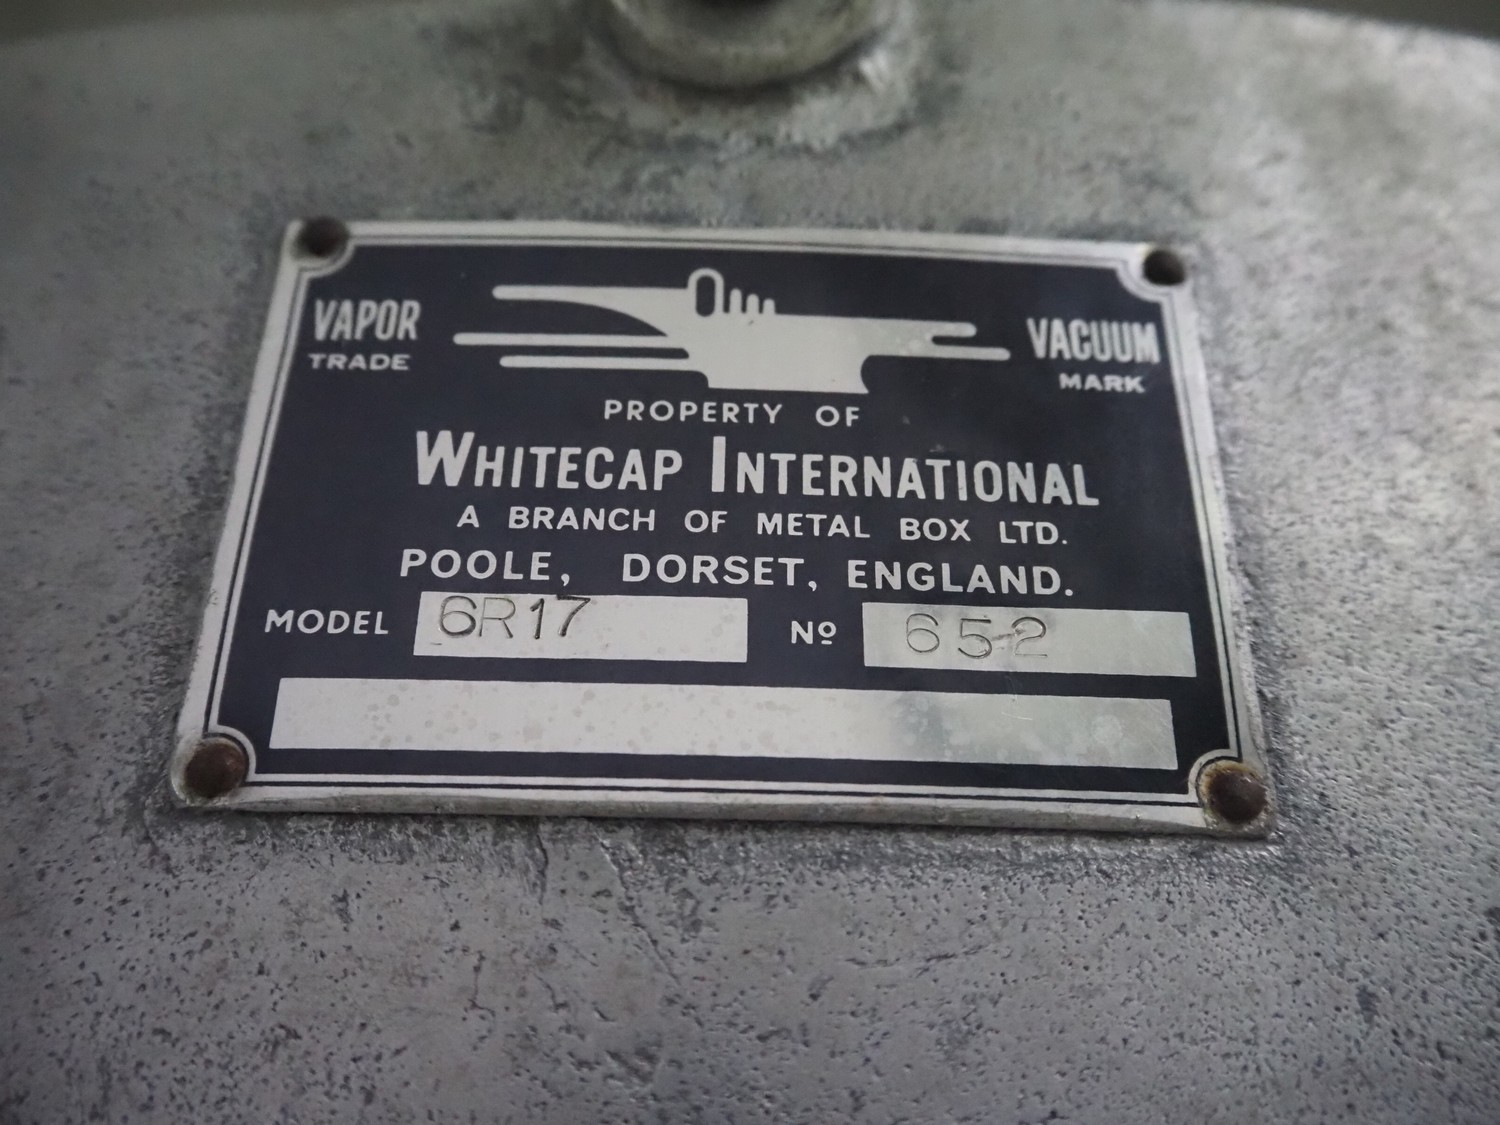 VAPOR VACUUM
TRADE MARK
PROPERTY OF
WHITECAP INTERNATIONAL
A BRANCH OF METAL BOX LTD.
POOLE, DORSET, ENGLAND.
MODEL 6R17 Nº 652